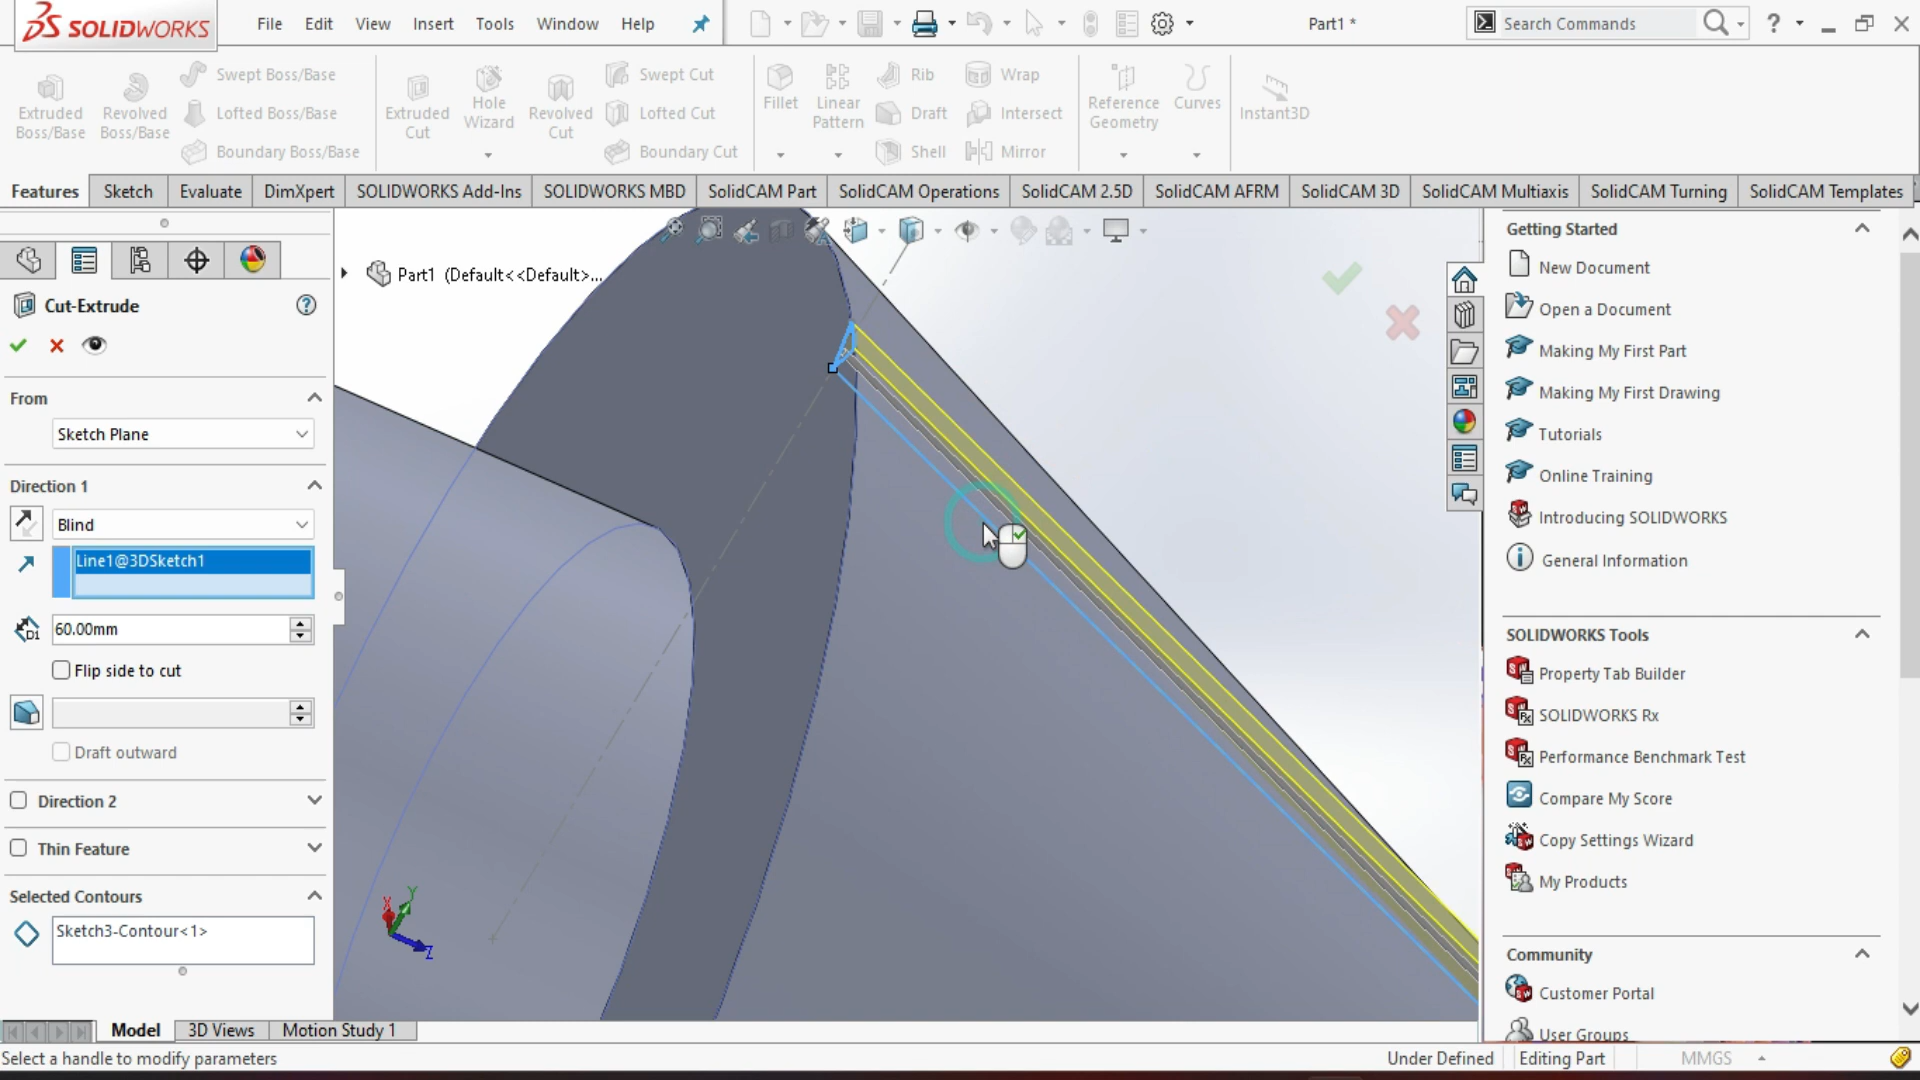 SOLIDWORKS File Edit View Insert Tools Window Help Part1 * Search Commands ?
Extruded Boss/Base
Revolved Boss/Base
Swept Boss/Base
Lofted Boss/Base
Boundary Boss/Base
Extruded Cut
Hole Wizard
Revolved Cut
Swept Cut
Lofted Cut
Boundary Cut
Fillet
Linear Pattern
Rib
Draft
Shell
Wrap
Intersect
Mirror
Reference Geometry
Curves
Instant3D
Features Sketch Evaluate DimXpert SOLIDWORKS Add-Ins SOLIDWORKS MBD SolidCAM Part SolidCAM Operations SolidCAM 2.5D SolidCAM AFRM SolidCAM 3D SolidCAM Multiaxis SolidCAM Turning SolidCAM Templates
Part1 (Default<<Default>...
Cut-Extrude ?
From
Sketch Plane
Direction 1
Blind
Line1@3DSketch1
D1 60.00mm
Flip side to cut
Draft outward
Direction 2
Thin Feature
Selected Contours
Sketch3-Contour<1>
X Y Z
Getting Started
New Document
Open a Document
Making My First Part
Making My First Drawing
Tutorials
Online Training
Introducing SOLIDWORKS
General Information
SOLIDWORKS Tools
Property Tab Builder
SOLIDWORKS Rx
Performance Benchmark Test
Compare My Score
Copy Settings Wizard
My Products
Community
Customer Portal
User Groups
Model 3D Views Motion Study 1
Select a handle to modify parameters Under Defined Editing Part MMGS